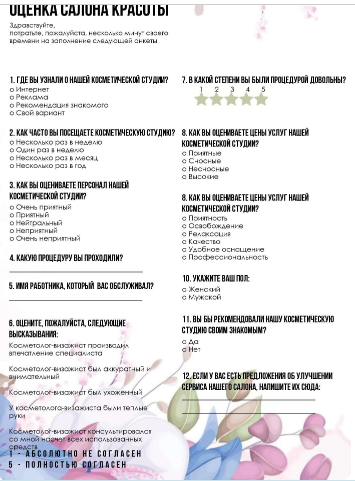 ОЦЕНКА САЛОНА КРАСОТЫ
Здравствуйте,
потратьте, пожалуйста, несколько минут своего
времени на заполнение следующей анкеты
1. ГДЕ ВЫ УЗНАЛИ О НАШЕЙ КОСМЕТИЧЕСКОЙ СТУДИИ?
o Интернет
o Реклама
o Рекомендация знакомого
o Свой вариант
2. КАК ЧАСТО ВЫ ПОСЕЩАЕТЕ КОСМЕТИЧЕСКУЮ СТУДИЮ?
o Несколько раз в неделю
o Один раз в неделю
o Несколько раз в месяц
o Несколько раз в год
3. КАК ВЫ ОЦЕНИВАЕТЕ ПЕРСОНАЛ НАШЕЙ
КОСМЕТИЧЕСКОЙ СТУДИИ?
o Очень приятный
o Приятный
o Нейтральный
o Неприятный
o Очень неприятный
4. КАКУЮ ПРОЦЕДУРУ ВЫ ПРОХОДИЛИ?
5. ИМЯ РАБОТНИКА, КОТОРЫЙ ВАС ОБСЛУЖИВАЛ?
6. ОЦЕНИТЕ, ПОЖАЛУЙСТА, СЛЕДУЮЩИЕ
ВЫСКАЗЫВАНИЯ:
Косметолог-визажист производил
впечатление специалиста
Косметолог-визажист был аккуратный и
внимательный
Косметолог-визажист был ухоженный
У косметолога-визажиста были теплые
руки
Косметолог-визажист консультировался
со мной насчет всех использованных
средств
1 - АБСОЛЮТНО НЕ СОГЛАСЕН
5 - ПОЛНОСТЬЮ СОГЛАСЕН
7. В КАКОЙ СТЕПЕНИ ВЫ БЫЛИ ПРОЦЕДУРОЙ ДОВОЛЬНЫ?
1 2 3 4 5
8. КАК ВЫ ОЦЕНИВАЕТЕ ЦЕНЫ УСЛУГ НАШЕЙ
КОСМЕТИЧЕСКОЙ СТУДИИ?
o Приятные
o Сносные
o Несносные
o Высокие
8. КАК ВЫ ОЦЕНИВАЕТЕ ЦЕНЫ УСЛУГ НАШЕЙ
КОСМЕТИЧЕСКОЙ СТУДИИ?
o Приятность
o Освобождение
o Релаксация
o Качество
o Удобное оснащение
o Профессиональность
10. УКАЖИТЕ ВАШ ПОЛ:
o Женский
o Мужской
11. ВЫ БЫ РЕКОМЕНДОВАЛИ НАШУ КОСМЕТИЧЕСКУЮ
СТУДИЮ СВОИМ ЗНАКОМЫМ?
o Да
o Нет
12. ЕСЛИ У ВАС ЕСТЬ ПРЕДЛОЖЕНИЯ ОБ УЛУЧШЕНИИ
СЕРВИСА НАШЕГО САЛОНА, НАПИШИТЕ ИХ СЮДА: